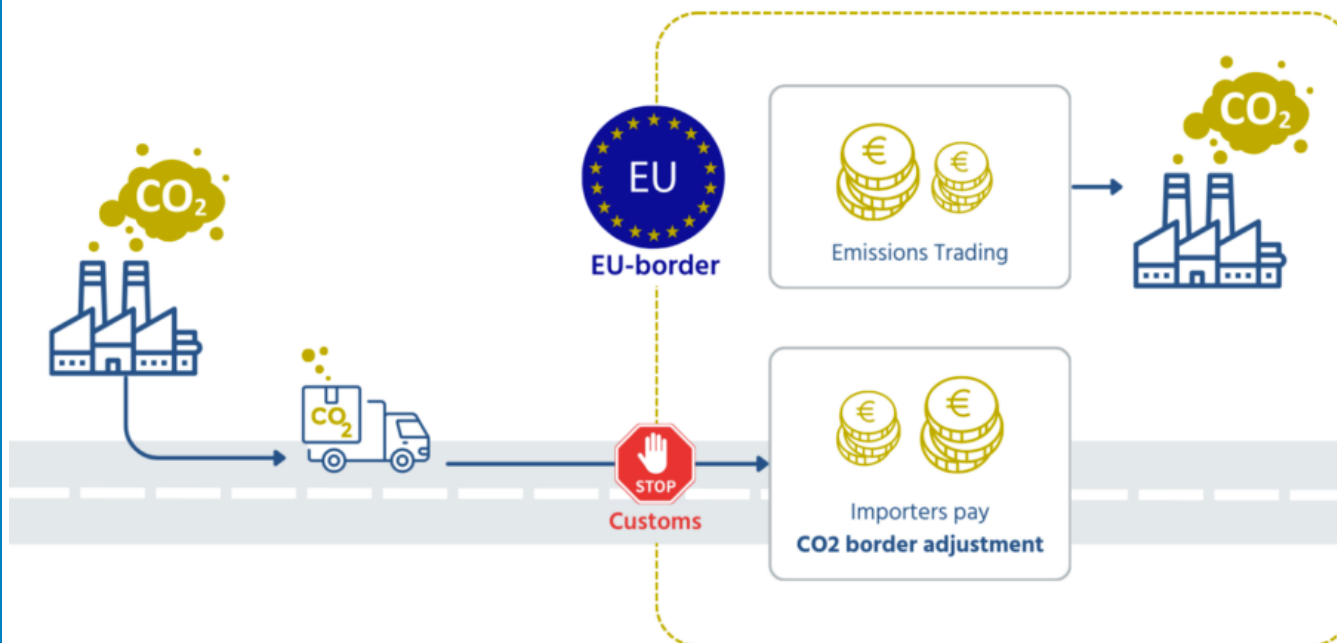 CO₂
EU
EU-border
€ €
Emissions Trading
CO₂
CO₂
STOP
Customs
€ €
Importers pay
CO2 border adjustment